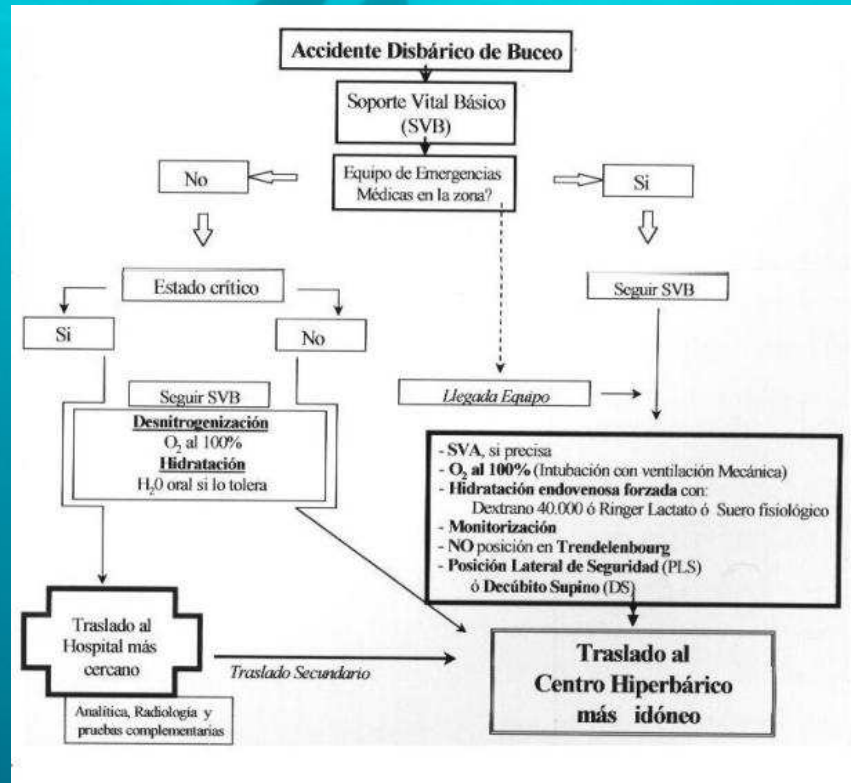 Accidente Disbárico de Buceo
Soporte Vital Básico
(SVB)
Equipo de Emergencias
Médicas en la zona?
No
Si
Estado crítico
Si
No
Seguir SVB
Desnitrogenización
O₂ al 100%
Hidratación
H₂0 oral si lo tolera
Seguir SVB
Llegada Equipo
- SVA, si precisa
- O₂ al 100% (Intubación con ventilación Mecánica)
- Hidratación endovenosa forzada con:
Dextrano 40.000 ó Ringer Lactato ó Suero fisiológico
- Monitorización
- NO posición en Trendelenbourg
- Posición Lateral de Seguridad (PLS)
ó Decúbito Supino (DS)
Traslado al
Hospital más
cercano
Analítica, Radiología y
pruebas complementarias
Traslado Secundario
Traslado al
Centro Hiperbárico
más idóneo